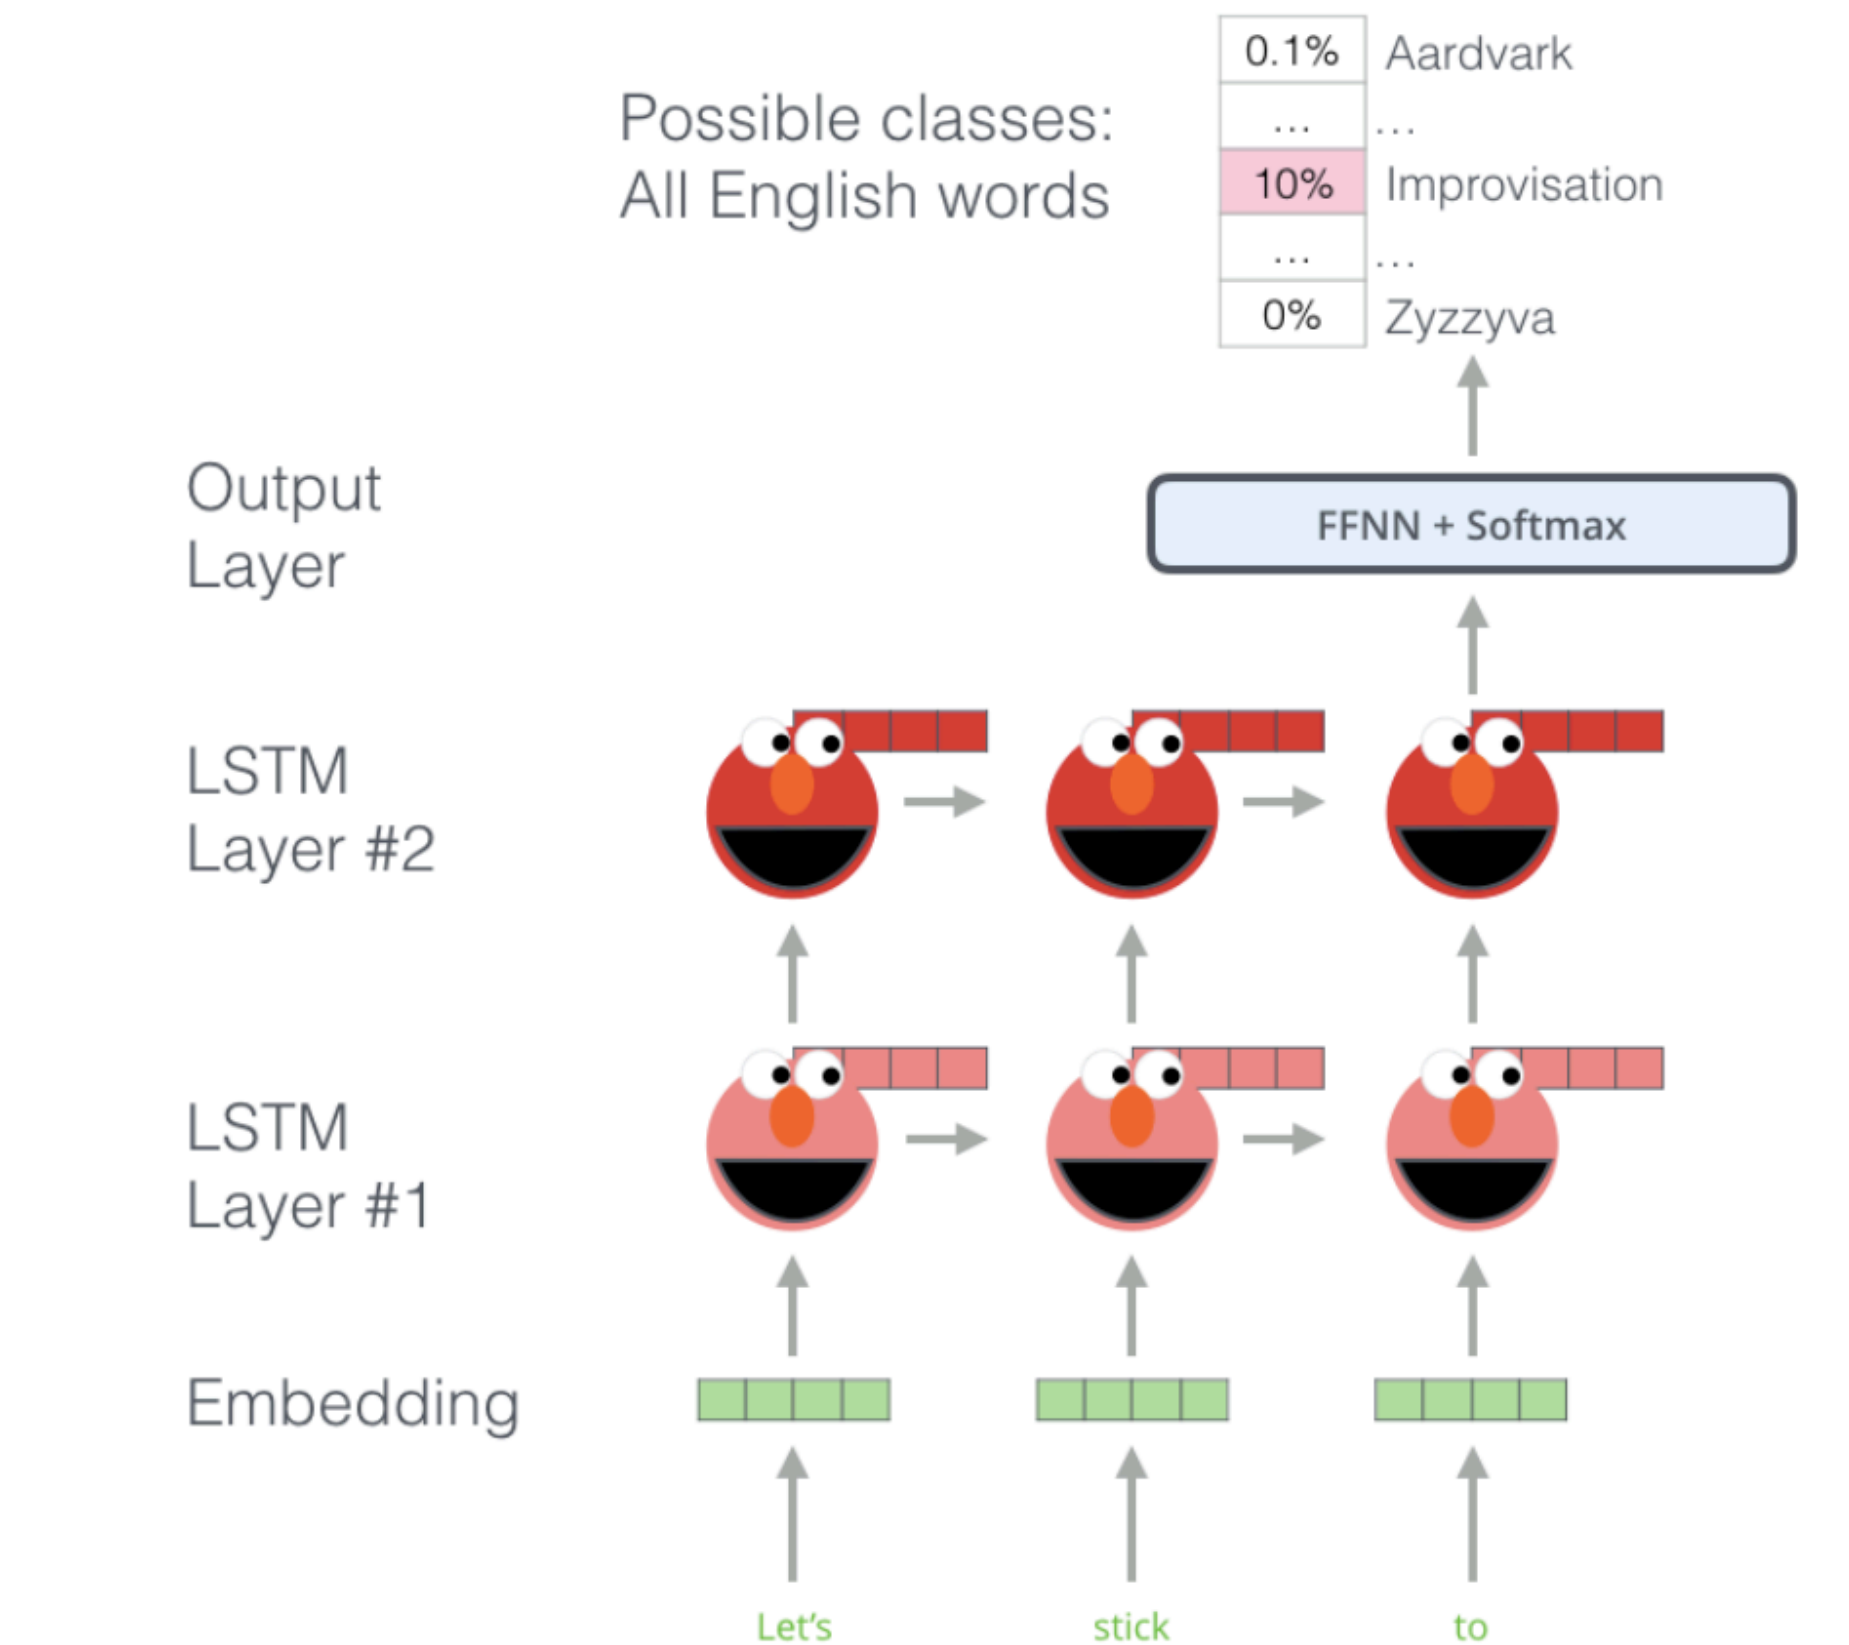 0.1% Aardvark
Possible classes:
... ...
All English words
10% Improvisation
... ...
0% Zyzzyva
Output
Layer
FFNN + Softmax
LSTM
Layer #2
LSTM
Layer #1
Embedding
Let's stick to